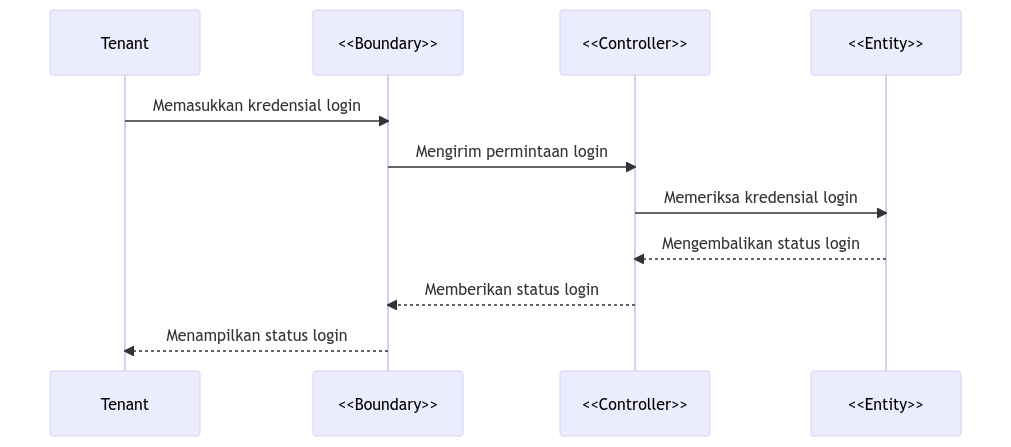 Tenant
<<Boundary>>
<<Controller>>
<<Entity>>
Memasukkan kredensial login
Mengirim permintaan login
Memeriksa kredensial login
Mengembalikan status login
Memberikan status login
Menampilkan status login
Tenant
<<Boundary>>
<<Controller>>
<<Entity>>